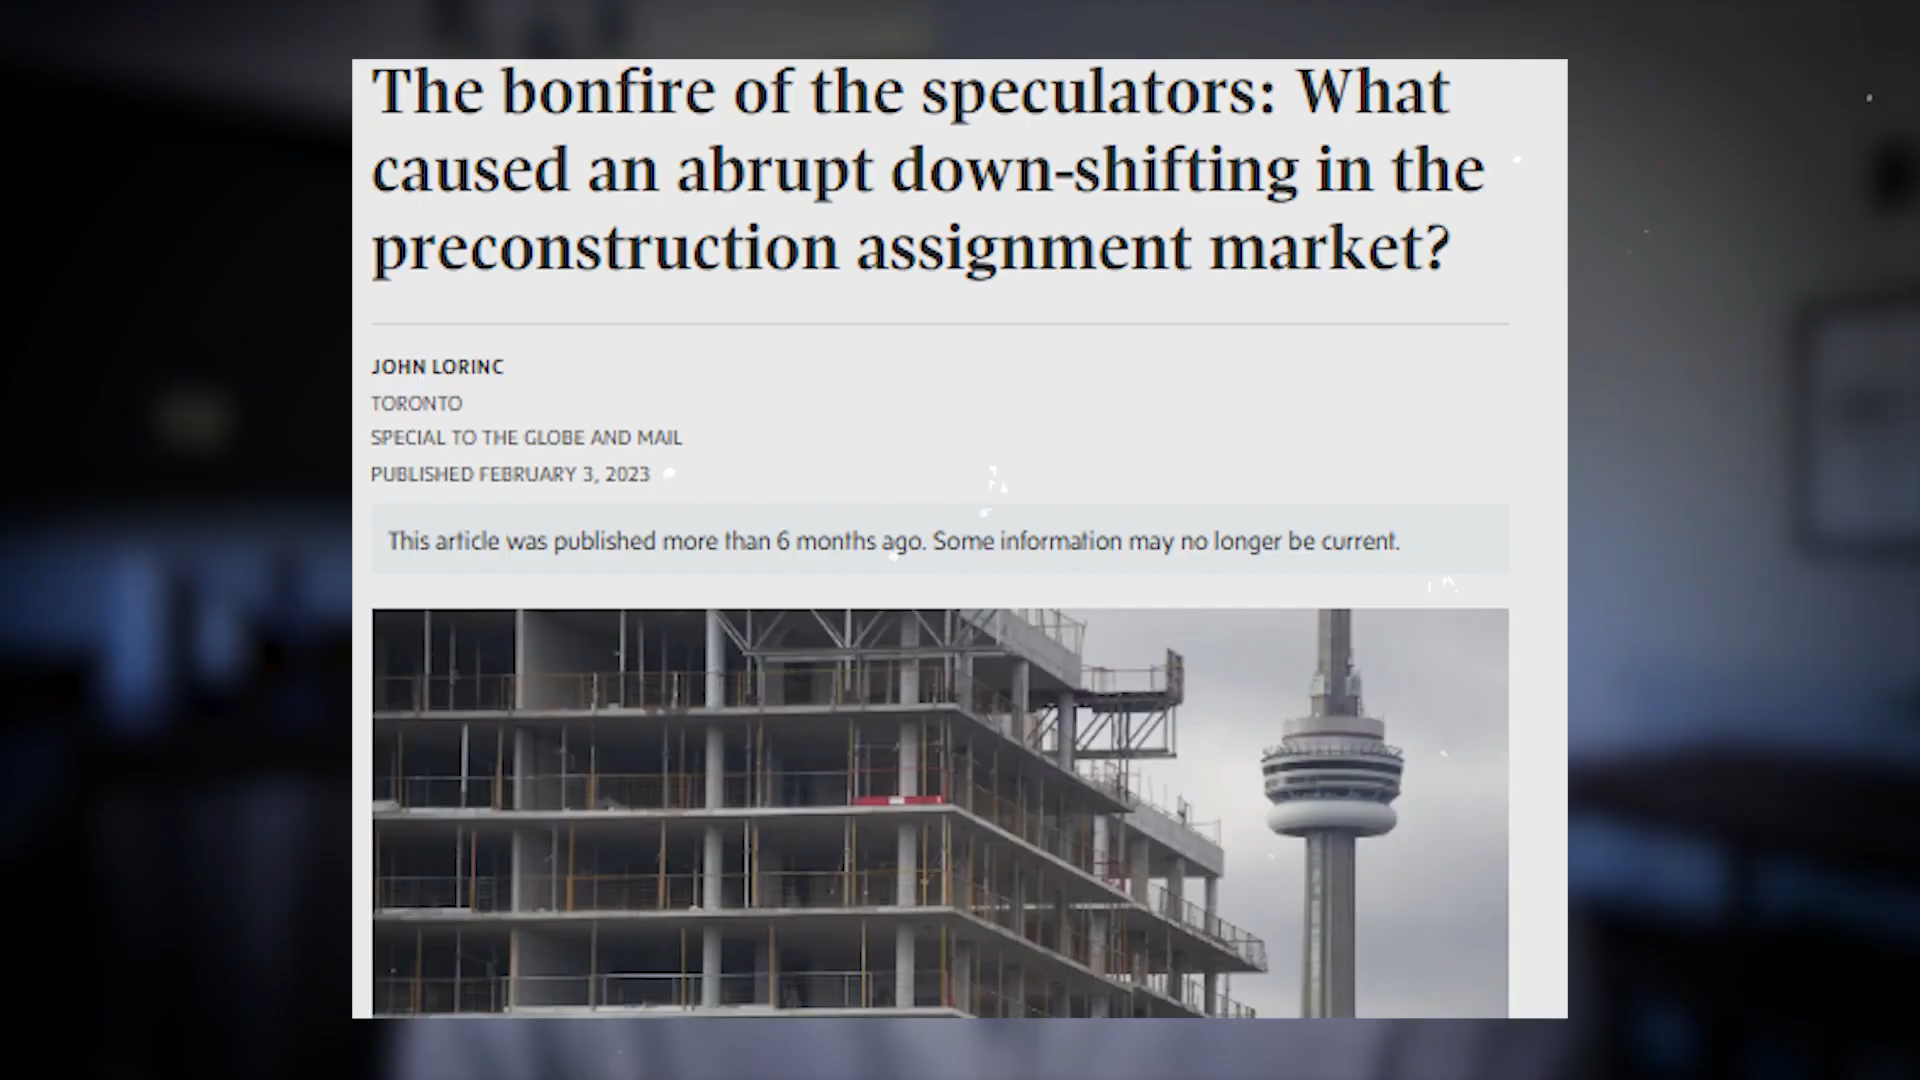 The bonfire of the speculators: What
caused an abrupt down-shifting in the
preconstruction assignment market?
JOHN LORINC
TORONTO
SPECIAL TO THE GLOBE AND MAIL
PUBLISHED FEBRUARY 3, 2023
This article was published more than 6 months ago. Some information may no longer be current.